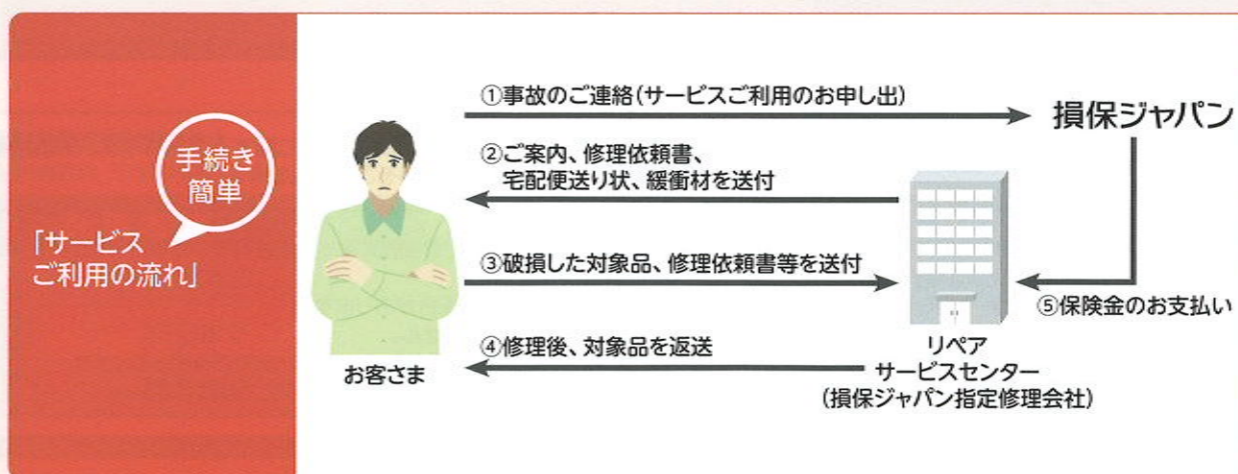 手続き
簡単
「サービス
ご利用の流れ」
①事故のご連絡(サービスご利用のお申し出)
損保ジャパン
②ご案内、修理依頼書、
宅配便送り状、緩衝材を送付
③破損した対象品、修理依頼書等を送付
⑤保険金のお支払い
④修理後、対象品を返送
お客さま
リペア
サービスセンター
(損保ジャパン指定修理会社)